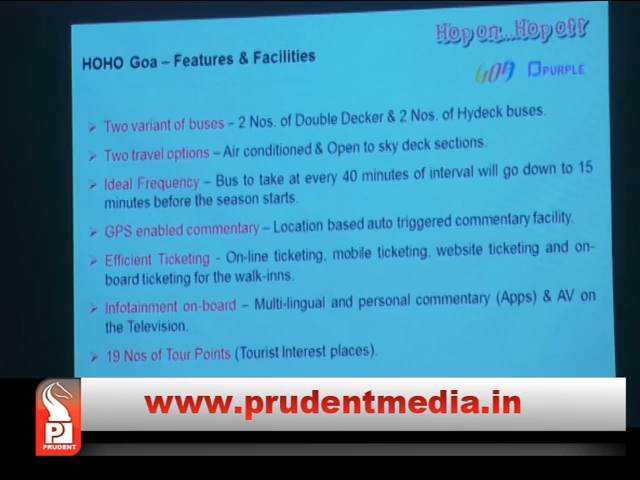 Hop on...Hop off
HOHO Goa – Features & Facilities
GOA PURPLE
Two variant of buses – 2 Nos. of Double Decker & 2 Nos. of Hydeck buses.
Two travel options – Air conditioned & Open to sky deck sections.
Ideal Frequency – Bus to take at every 40 minutes of interval will go down to 15
minutes before the season starts.
GPS enabled commentary – Location based auto triggered commentary facility.
Efficient Ticketing - On-line ticketing, mobile ticketing, website ticketing and on-
board ticketing for the walk-inns.
Infotainment on-board – Multi-lingual and personal commentary (Apps) & AV on
the Television.
19 Nos of Tour Points (Tourist Interest places).
www.prudentmedia.in
PRUDENT